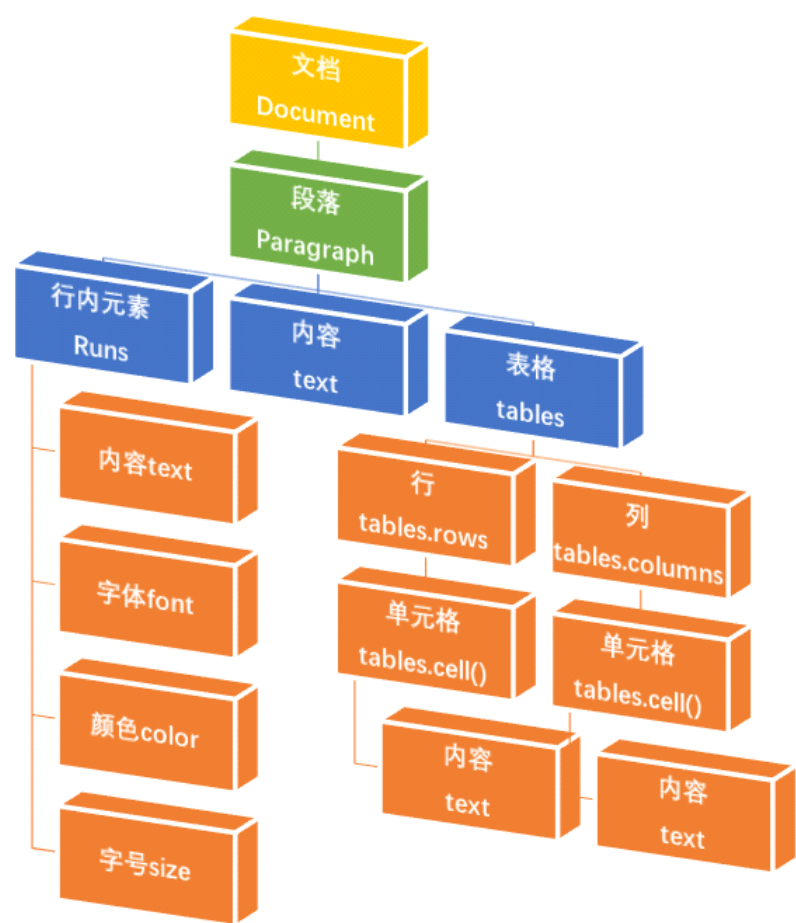 文档
Document
段落
Paragraph
行内元素
Runs
内容
text
表格
tables
内容text
字体font
颜色color
字号size
行
tables.rows
列
tables.columns
单元格
tables.cell()
单元格
tables.cell()
内容
text
内容
text